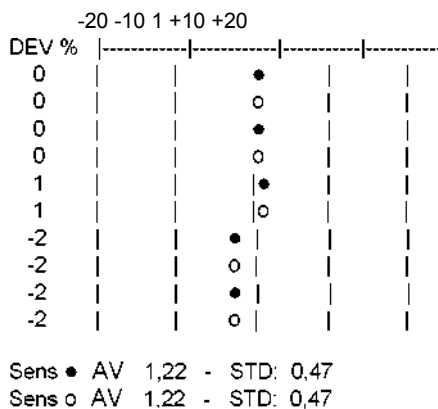 -20 -10 1 +10 +20
DEV % |-----------|-----------|-----------|-----------
0 | | ● | |
0 | | o | |
0 | | ● | |
0 | | o | |
1 | | |● | |
1 | | |o | |
-2 | | ● | | |
-2 | | o | | |
-2 | | ● | | |
-2 | | o | | |
Sens ● AV 1,22 - STD: 0,47
Sens o AV 1,22 - STD: 0,47